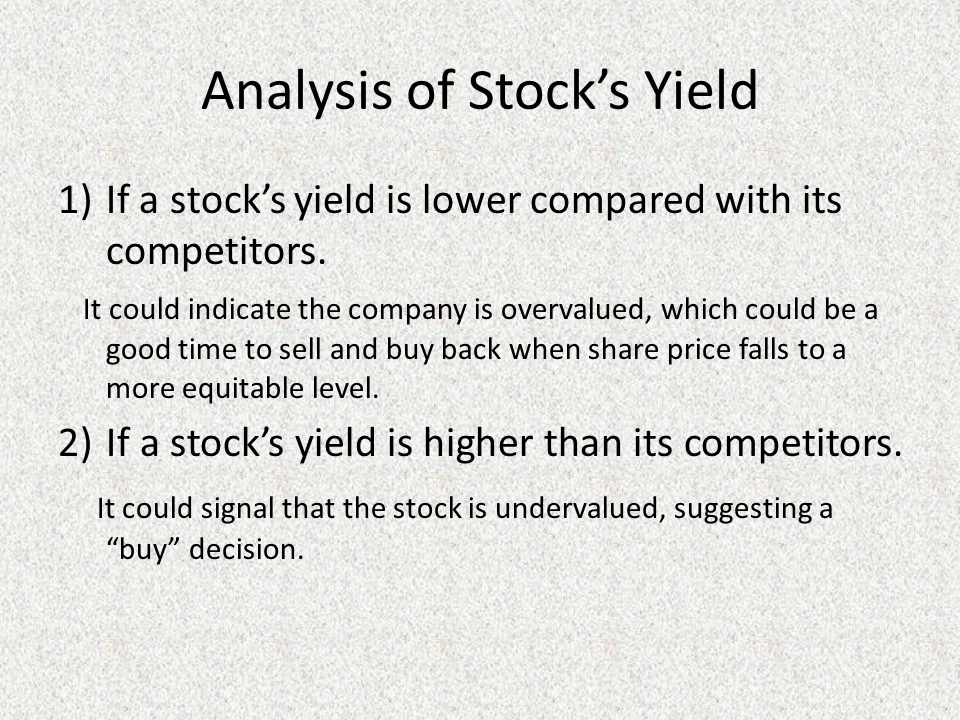 Analysis of Stock’s Yield
1) If a stock’s yield is lower compared with its
competitors.
It could indicate the company is overvalued, which could be a
good time to sell and buy back when share price falls to a
more equitable level.
2) If a stock’s yield is higher than its competitors.
It could signal that the stock is undervalued, suggesting a
“buy” decision.